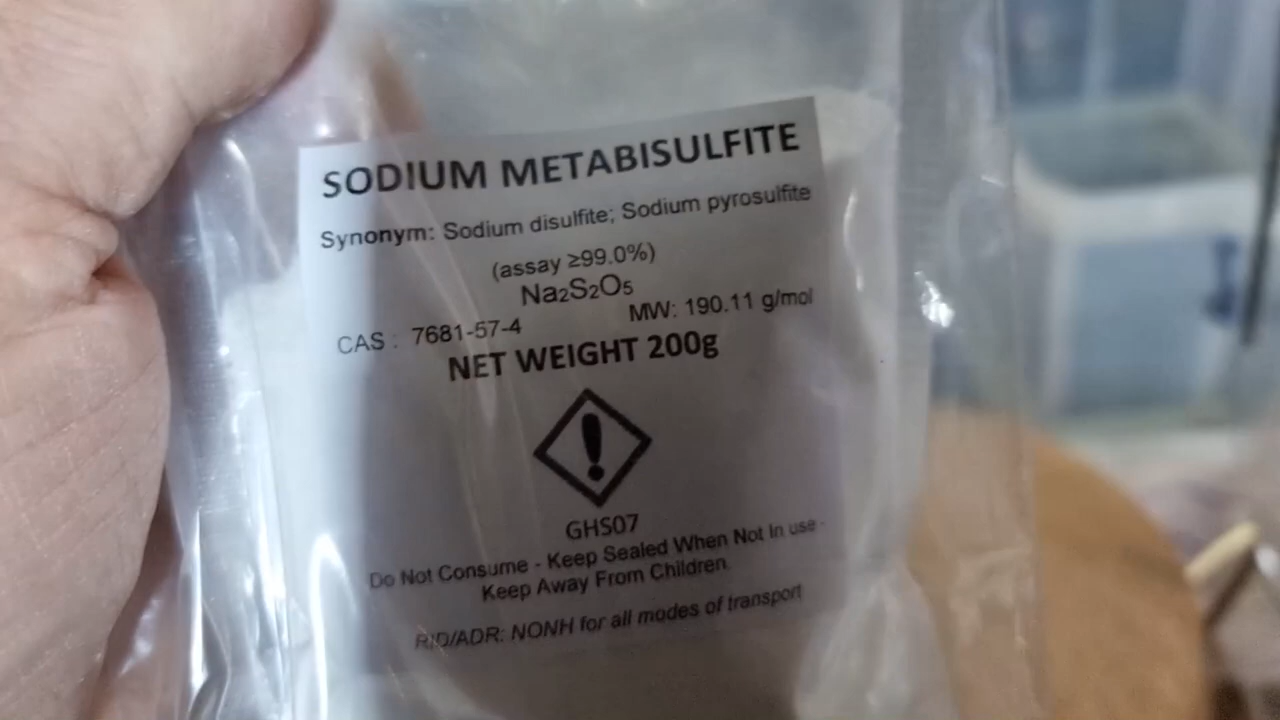 SODIUM METABISULFITE
Synonym: Sodium disulfite; Sodium pyrosulfite
(assay ≥99.0%)
Na₂S₂O₅
CAS : 7681-57-4 MW: 190.11 g/mol
NET WEIGHT 200g
GHS07
Do Not Consume - Keep Sealed When Not In use -
Keep Away From Children
RID/ADR: NONH for all modes of transport